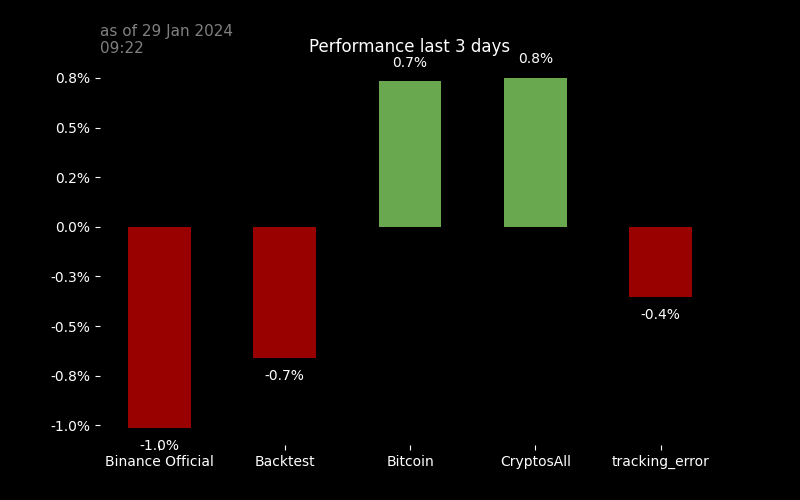 as of 29 Jan 2024
09:22
Performance last 3 days
0.7%
0.8%
0.8%
0.5%
0.2%
0.0%
-0.3%
-0.5%
-0.8%
-1.0%
-0.4%
-0.7%
-1.0%
Binance Official
Backtest
Bitcoin
CryptosAll
tracking_error